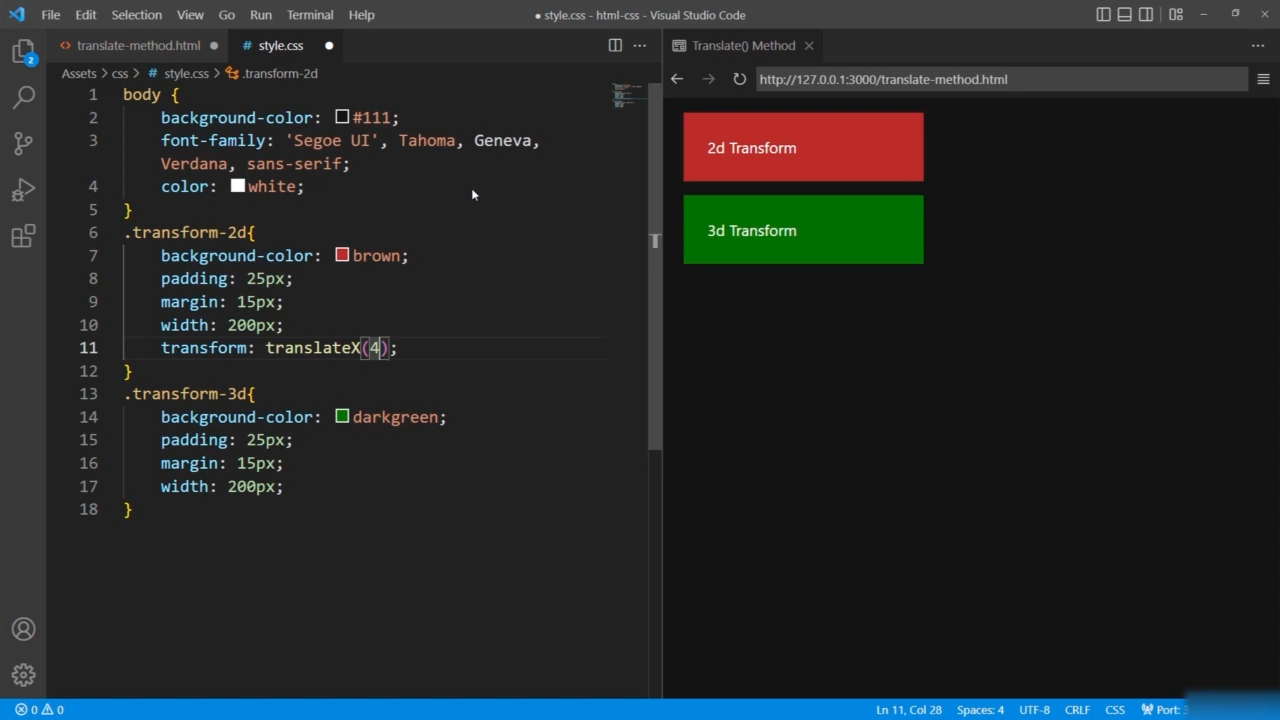 File Edit Selection View Go Run Terminal Help
● style.css - html-css - Visual Studio Code
translate-method.html
# style.css
Translate() Method
Assets > css > # style.css > .transform-2d
http://127.0.0.1:3000/translate-method.html
2
1 body {
2 background-color: #111;
3 font-family: 'Segoe UI', Tahoma, Geneva,
Verdana, sans-serif;
4 color: white;
5 }
6 .transform-2d{
7 background-color: brown;
8 padding: 25px;
9 margin: 15px;
10 width: 200px;
11 transform: translateX(4);
12 }
13 .transform-3d{
14 background-color: darkgreen;
15 padding: 25px;
16 margin: 15px;
17 width: 200px;
18 }
2d Transform
3d Transform
0 0
Ln 11, Col 28 Spaces: 4 UTF-8 CRLF CSS Port: